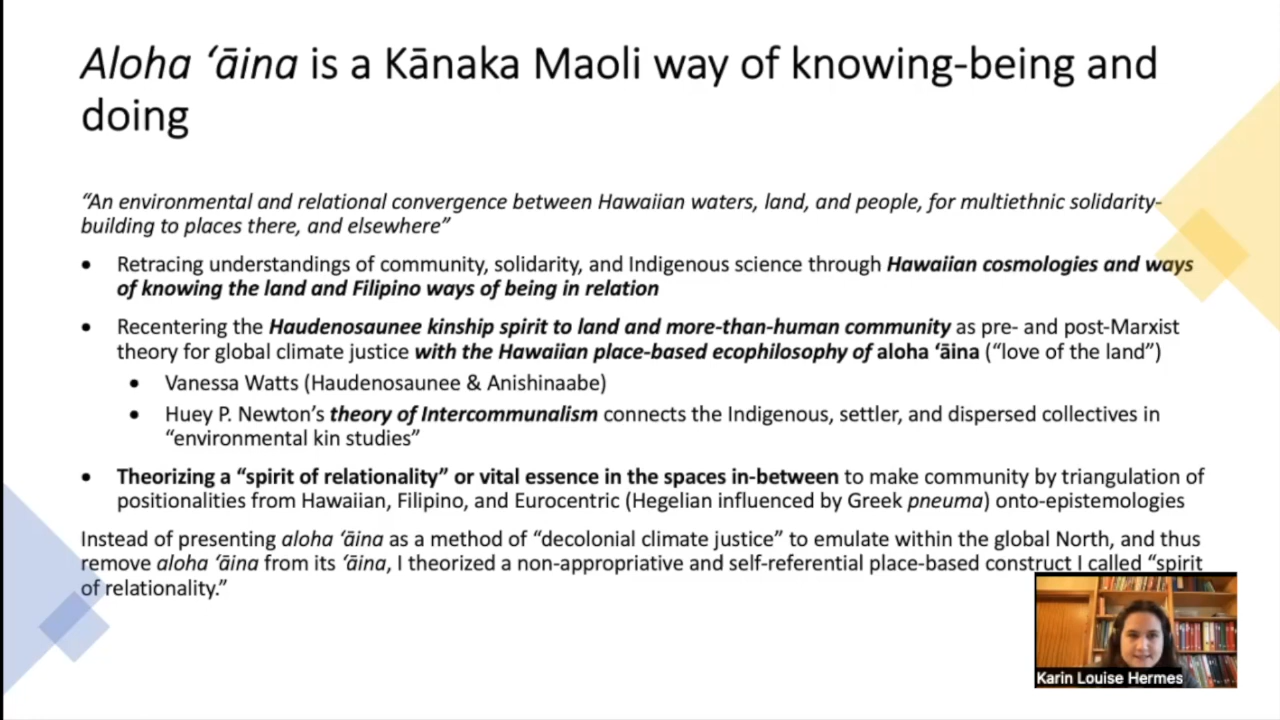 Aloha ‘āina is a Kānaka Maoli way of knowing-being and
doing
“An environmental and relational convergence between Hawaiian waters, land, and people, for multiethnic solidarity-
building to places there, and elsewhere”
• Retracing understandings of community, solidarity, and Indigenous science through Hawaiian cosmologies and ways
of knowing the land and Filipino ways of being in relation
• Recentering the Haudenosaunee kinship spirit to land and more-than-human community as pre- and post-Marxist
theory for global climate justice with the Hawaiian place-based ecophilosophy of aloha ‘āina (“love of the land”)
• Vanessa Watts (Haudenosaunee & Anishinaabe)
• Huey P. Newton’s theory of Intercommunalism connects the Indigenous, settler, and dispersed collectives in
“environmental kin studies”
• Theorizing a “spirit of relationality” or vital essence in the spaces in-between to make community by triangulation of
positionalities from Hawaiian, Filipino, and Eurocentric (Hegelian influenced by Greek pneuma) onto-epistemologies
Instead of presenting aloha ‘āina as a method of “decolonial climate justice” to emulate within the global North, and thus
remove aloha ‘āina from its ‘āina, I theorized a non-appropriative and self-referential place-based construct I called “spirit
of relationality.”
Karin Louise Hermes